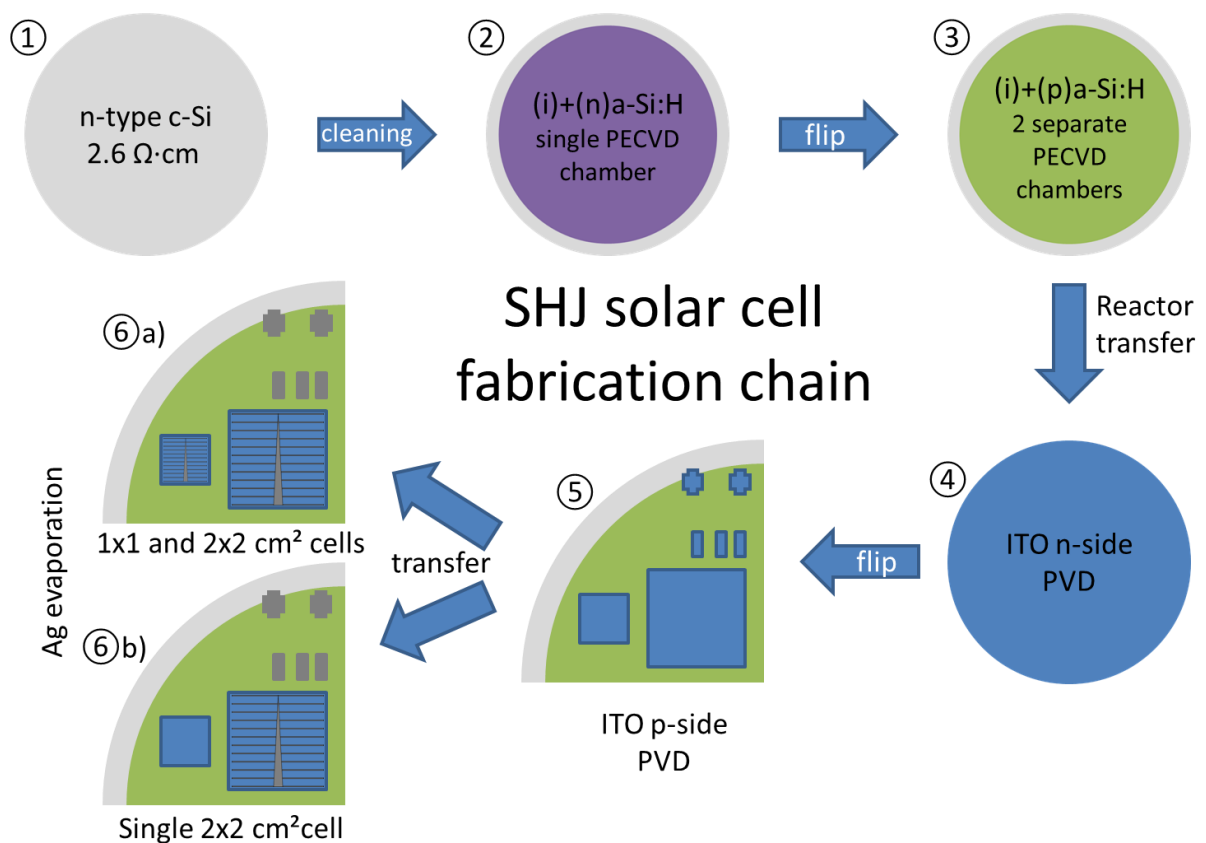 ①
n-type c-Si
2.6 Ω·cm
cleaning
②
(i)+(n)a-Si:H
single PECVD
chamber
flip
③
(i)+(p)a-Si:H
2 separate
PECVD
chambers
SHJ solar cell
fabrication chain
Reactor
transfer
④
ITO n-side
PVD
flip
⑤
ITO p-side
PVD
transfer
Ag evaporation
⑥a)
1x1 and 2x2 cm² cells
⑥b)
Single 2x2 cm²cell